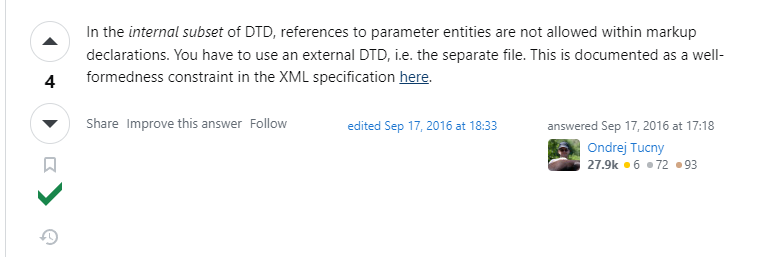 In the internal subset of DTD, references to parameter entities are not allowed within markup
declarations. You have to use an external DTD, i.e. the separate file. This is documented as a well-
formedness constraint in the XML specification here.
4
Share Improve this answer Follow
edited Sep 17, 2016 at 18:33
answered Sep 17, 2016 at 17:18
Ondrej Tucny
27.9k 6 72 93